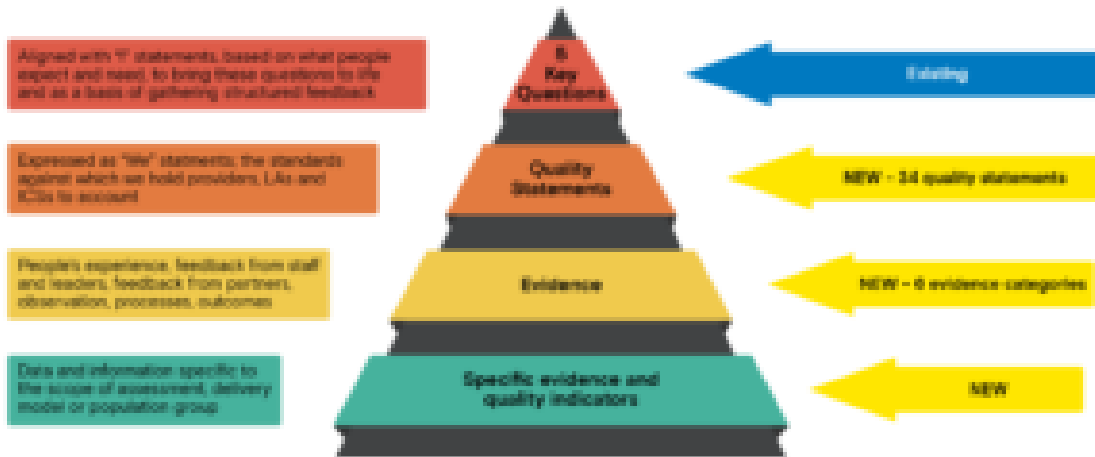 Aligned with "I" statements, based on what people
expect and need, to bring these questions to life
and as a basis of gathering structured feedback
5
Key
Questions
Existing
Expressed as "We" statments, the standards
against which we hold providers, LAs and
ICSs to account
Quality
Statements
NEW - 34 quality statements
People's experience, feedback from staff
and leaders, feedback from partners,
observation, processes, outcomes
Evidence
NEW - 6 evidence categories
Data and information specific to
the scope of assessment, delivery
model or population group
Specific evidence and
quality indicators
NEW